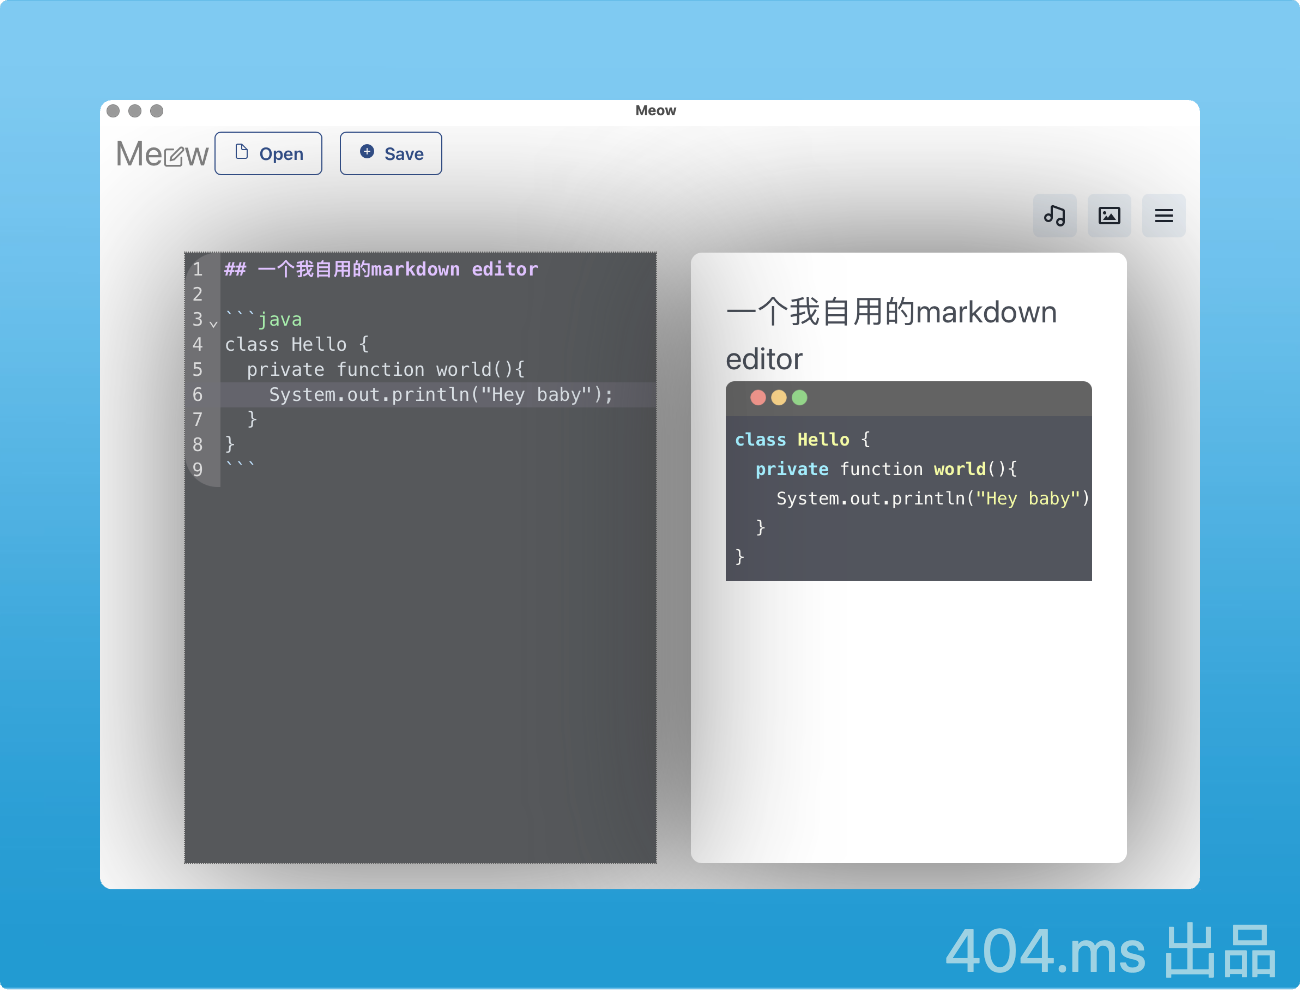 Meow
Meow
Open
Save
1 ## 一个我自用的markdown editor
2
3 ```java
4 class Hello {
5   private function world(){
6     System.out.println("Hey baby");
7   }
8 }
9 ```
一个我自用的markdown
editor
class Hello {
  private function world(){
    System.out.println("Hey baby")
  }
}
404.ms 出品